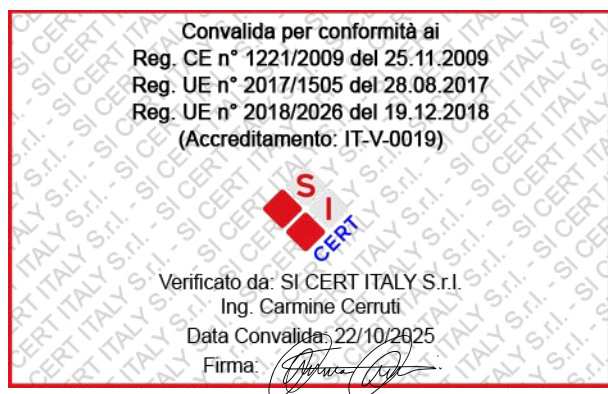 Convalida per conformità ai
Reg. CE n° 1221/2009 del 25.11.2009
Reg. UE n° 2017/1505 del 28.08.2017
Reg. UE n° 2018/2026 del 19.12.2018
(Accreditamento: IT-V-0019)
SI
CERT
Verificato da: SI CERT ITALY S.r.l.
Ing. Carmine Cerruti
Data Convalida: 22/10/2025
Firma: